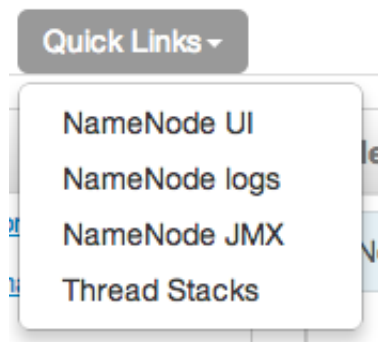 Quick Links
NameNode UI
NameNode logs
NameNode JMX
Thread Stacks